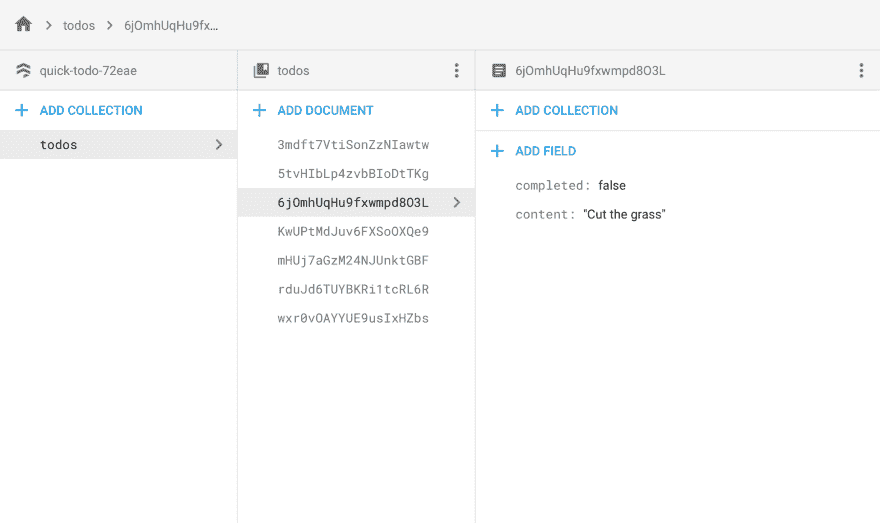 todos
6jOmhUqHu9fx...
quick-todo-72eae
ADD COLLECTION
todos
todos
ADD DOCUMENT
3mdft7VtiSonZzNIawtw
5tvHIbLp4zvbBIoDtTKg
6jOmhUqHu9fxwmpd8O3L
KwUPtMdJuv6FXSoOXQe9
mHUj7aGzM24NJUnktGBF
rduJd6TUYBKRi1tcRL6R
wxr0vOAYYUE9usIxHZbs
6jOmhUqHu9fxwmpd8O3L
ADD COLLECTION
ADD FIELD
completed: false
content: "Cut the grass"